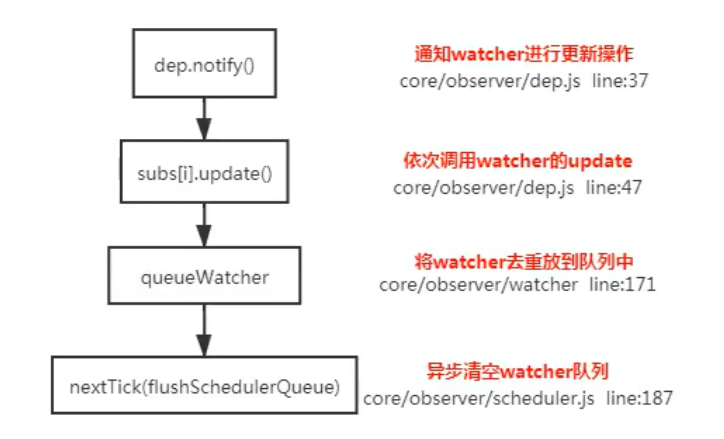 dep.notify()
通知watcher进行更新操作
core/observer/dep.js line:37
subs[i].update()
依次调用watcher的update
core/observer/dep.js line:47
queueWatcher
将watcher去重放到队列中
core/observer/watcher line:171
nextTick(flushSchedulerQueue)
异步清空watcher队列
core/observer/scheduler.js line:187